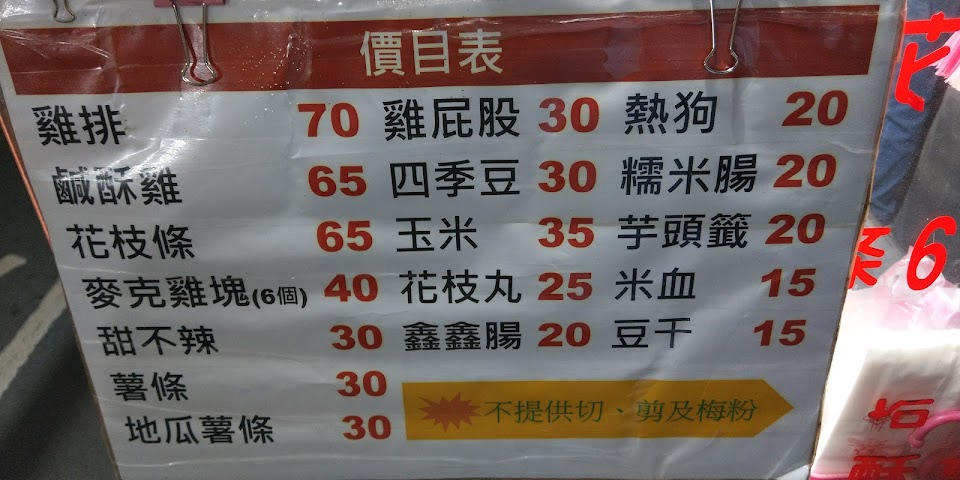 價目表
雞排 70 雞屁股 30 熱狗 20
鹹酥雞 65 四季豆 30 糯米腸 20
花枝條 65 玉米 35 芋頭籤 20
麥克雞塊(6個) 40 花枝丸 25 米血 15
甜不辣 30 鑫鑫腸 20 豆干 15
薯條 30
不提供切、剪及梅粉
地瓜薯條 30
6